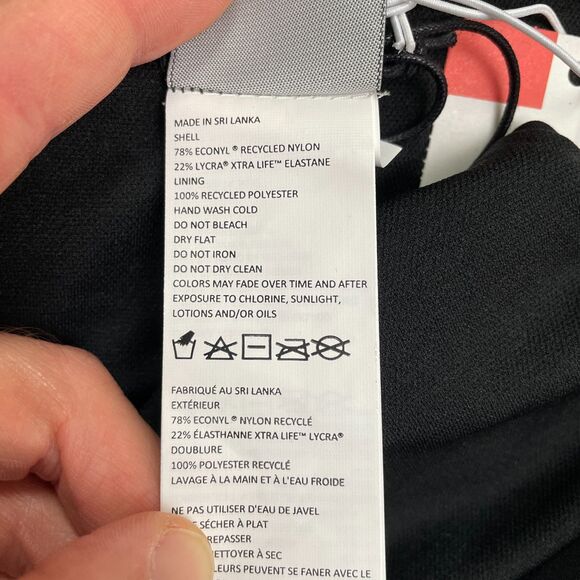 MADE IN SRI LANKA
SHELL
78% ECONYL ® RECYCLED NYLON
22% LYCRA® XTRA LIFE™ ELASTANE
LINING
100% RECYCLED POLYESTER
HAND WASH COLD
DO NOT BLEACH
DRY FLAT
DO NOT IRON
DO NOT DRY CLEAN
COLORS MAY FADE OVER TIME AND AFTER
EXPOSURE TO CHLORINE, SUNLIGHT,
LOTIONS AND/OR OILS
FABRIQUÉ AU SRI LANKA
EXTÉRIEUR
78% ECONYL ® NYLON RECYCLÉ
22% ÉLASTHANNE XTRA LIFE™ LYCRA®
DOUBLURE
100% POLYESTER RECYCLÉ
LAVAGE À LA MAIN ET À L'EAU FROIDE
NE PAS UTILISER D'EAU DE JAVEL
SÉCHER À PLAT
REPASSER
NETTOYER À SEC
LEURS PEUVENT SE FANER AVEC LE